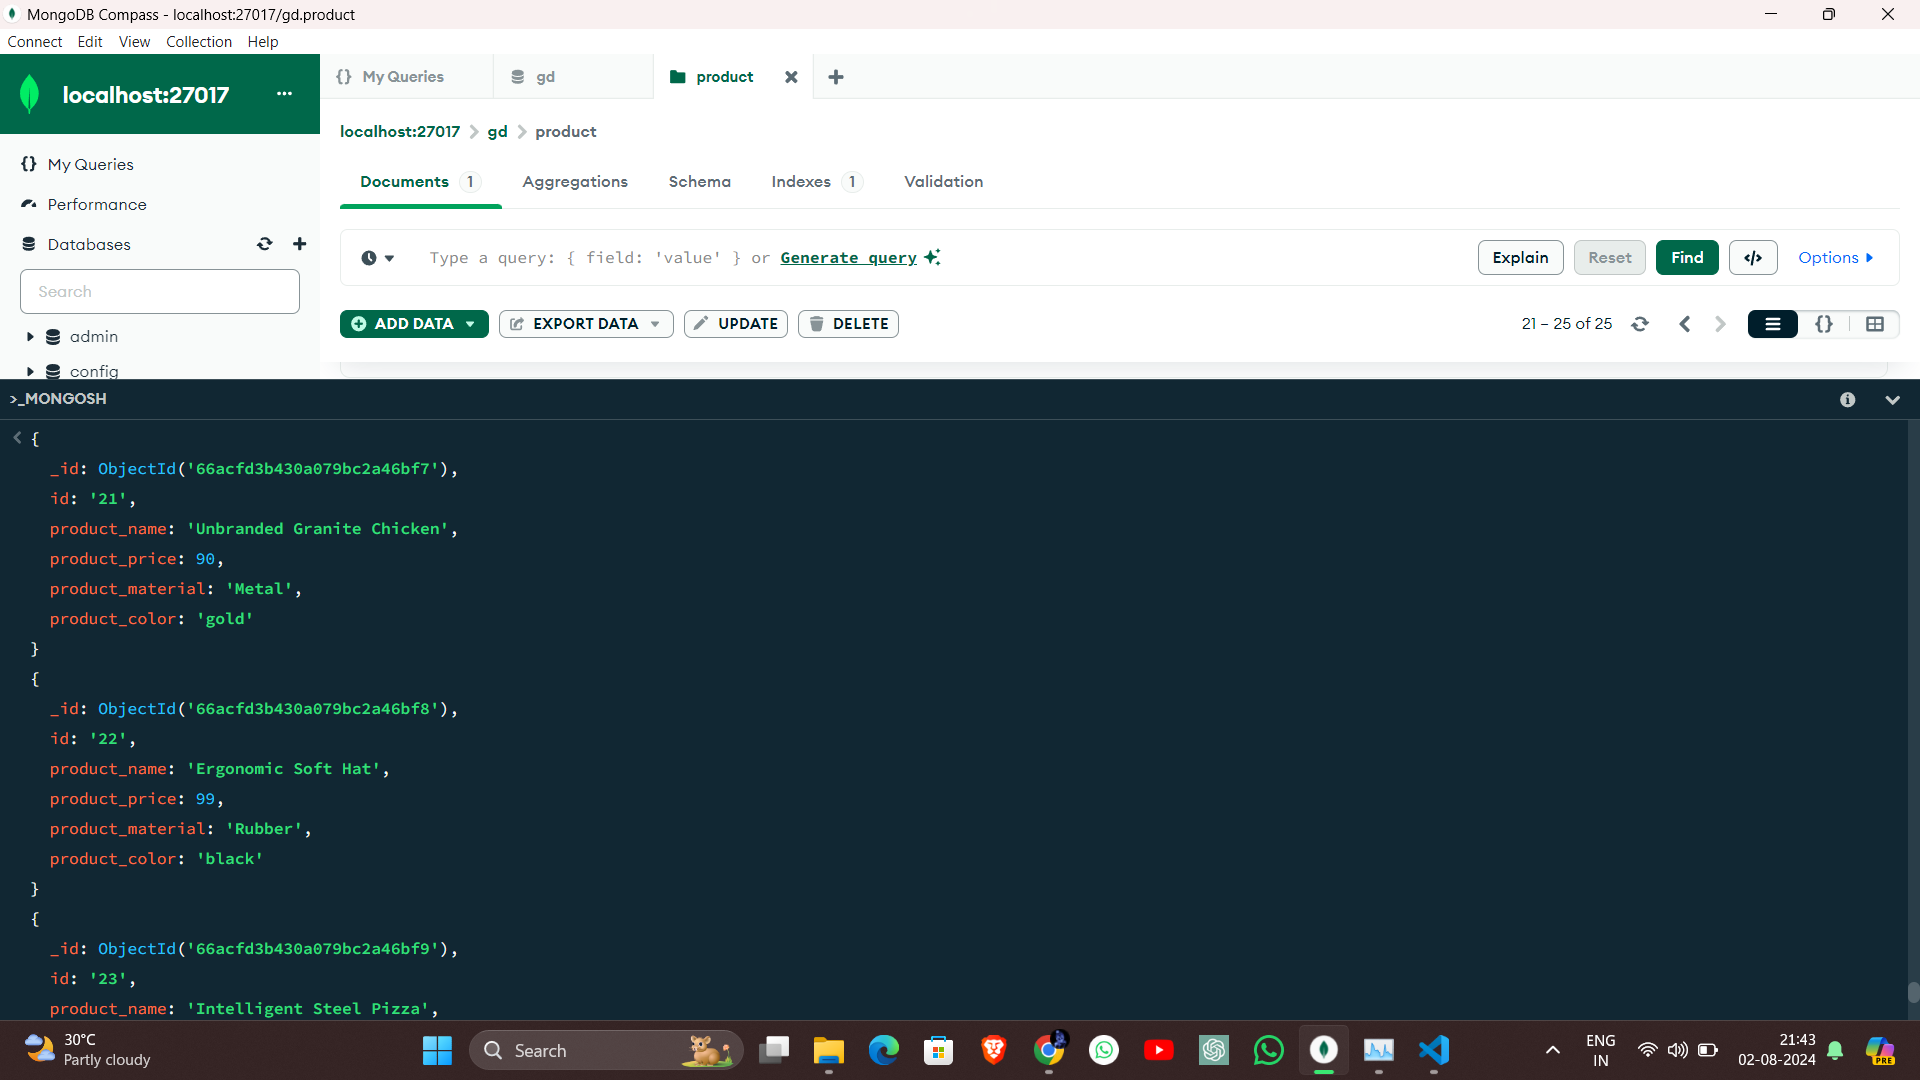 MongoDB Compass - localhost:27017/gd.product
Connect Edit View Collection Help
localhost:27017 ...
{} My Queries gd product
localhost:27017 > gd > product
My Queries
Performance
Databases
Search
admin
config
Documents 1 Aggregations Schema Indexes 1 Validation
Type a query: { field: 'value' } or Generate query
Explain Reset Find </> Options
ADD DATA EXPORT DATA UPDATE DELETE
21 – 25 of 25 {}
>_MONGOSH
{
_id: ObjectId('66acfd3b430a079bc2a46bf7'),
id: '21',
product_name: 'Unbranded Granite Chicken',
product_price: 90,
product_material: 'Metal',
product_color: 'gold'
}
{
_id: ObjectId('66acfd3b430a079bc2a46bf8'),
id: '22',
product_name: 'Ergonomic Soft Hat',
product_price: 99,
product_material: 'Rubber',
product_color: 'black'
}
{
_id: ObjectId('66acfd3b430a079bc2a46bf9'),
id: '23',
product_name: 'Intelligent Steel Pizza',
30°C
Partly cloudy
Search
ENG
IN
21:43
02-08-2024
PRE